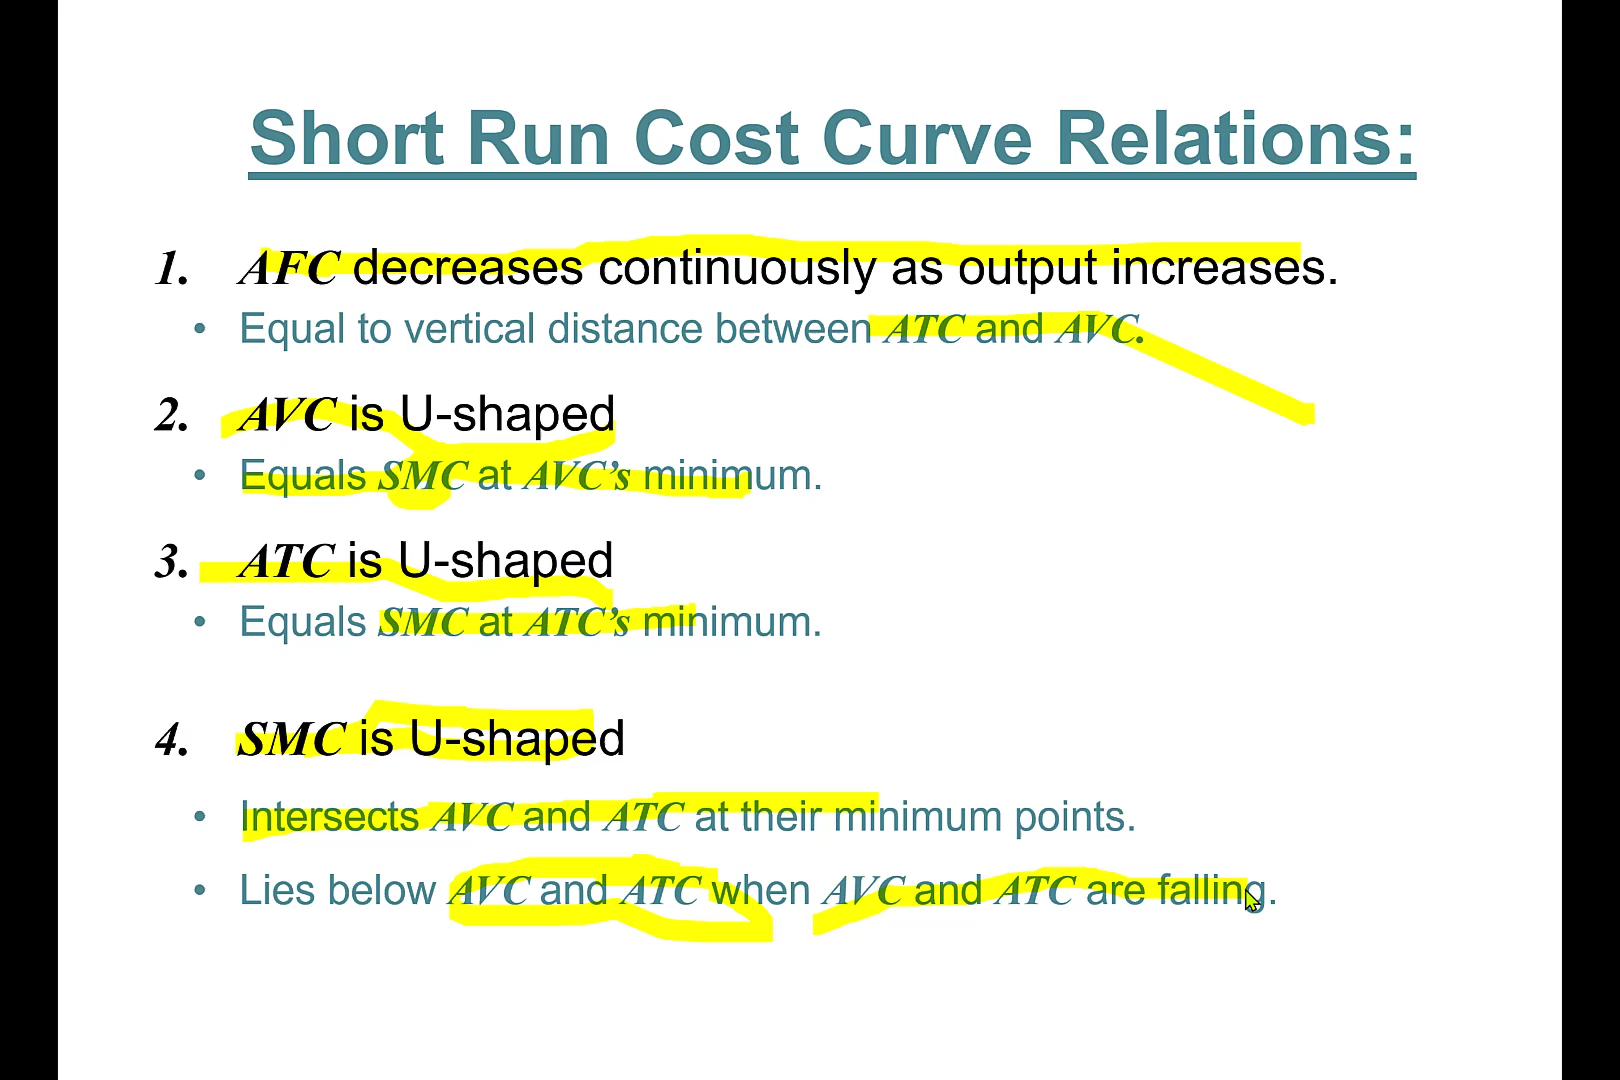 Short Run Cost Curve Relations:
1. AFC decreases continuously as output increases.
• Equal to vertical distance between ATC and AVC.
2. AVC is U-shaped
• Equals SMC at AVC’s minimum.
3. ATC is U-shaped
• Equals SMC at ATC’s minimum.
4. SMC is U-shaped
• Intersects AVC and ATC at their minimum points.
• Lies below AVC and ATC when AVC and ATC are falling.